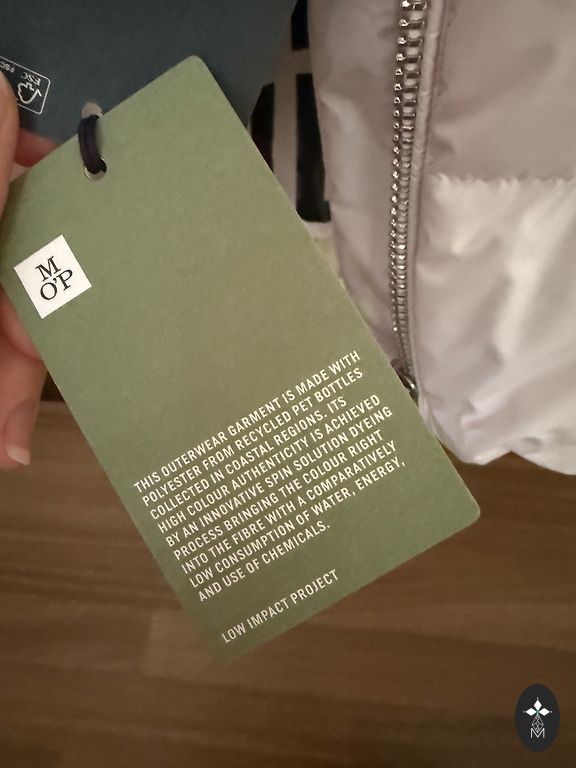 FSC
FSC
M
O'P
THIS OUTERWEAR GARMENT IS MADE WITH
POLYESTER FROM RECYCLED PET BOTTLES
COLLECTED IN COASTAL REGIONS. ITS
HIGH COLOUR AUTHENTICITY IS ACHIEVED
BY AN INNOVATIVE SPIN SOLUTION DYEING
PROCESS BRINGING THE COLOUR RIGHT
INTO THE FIBRE WITH A COMPARATIVELY
LOW CONSUMPTION OF WATER, ENERGY,
AND USE OF CHEMICALS.
LOW IMPACT PROJECT
M